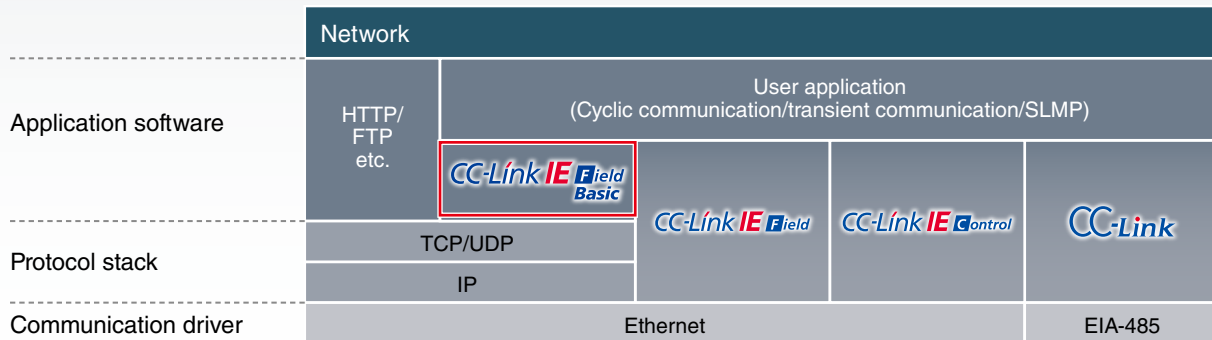 Network
Application software
HTTP/
FTP
etc.
User application
(Cyclic communication/transient communication/SLMP)
CC-Link IE Field
Basic
CC-Link IE Field
CC-Link IE Control
CC-Link
Protocol stack
TCP/UDP
IP
Communication driver
Ethernet
EIA-485